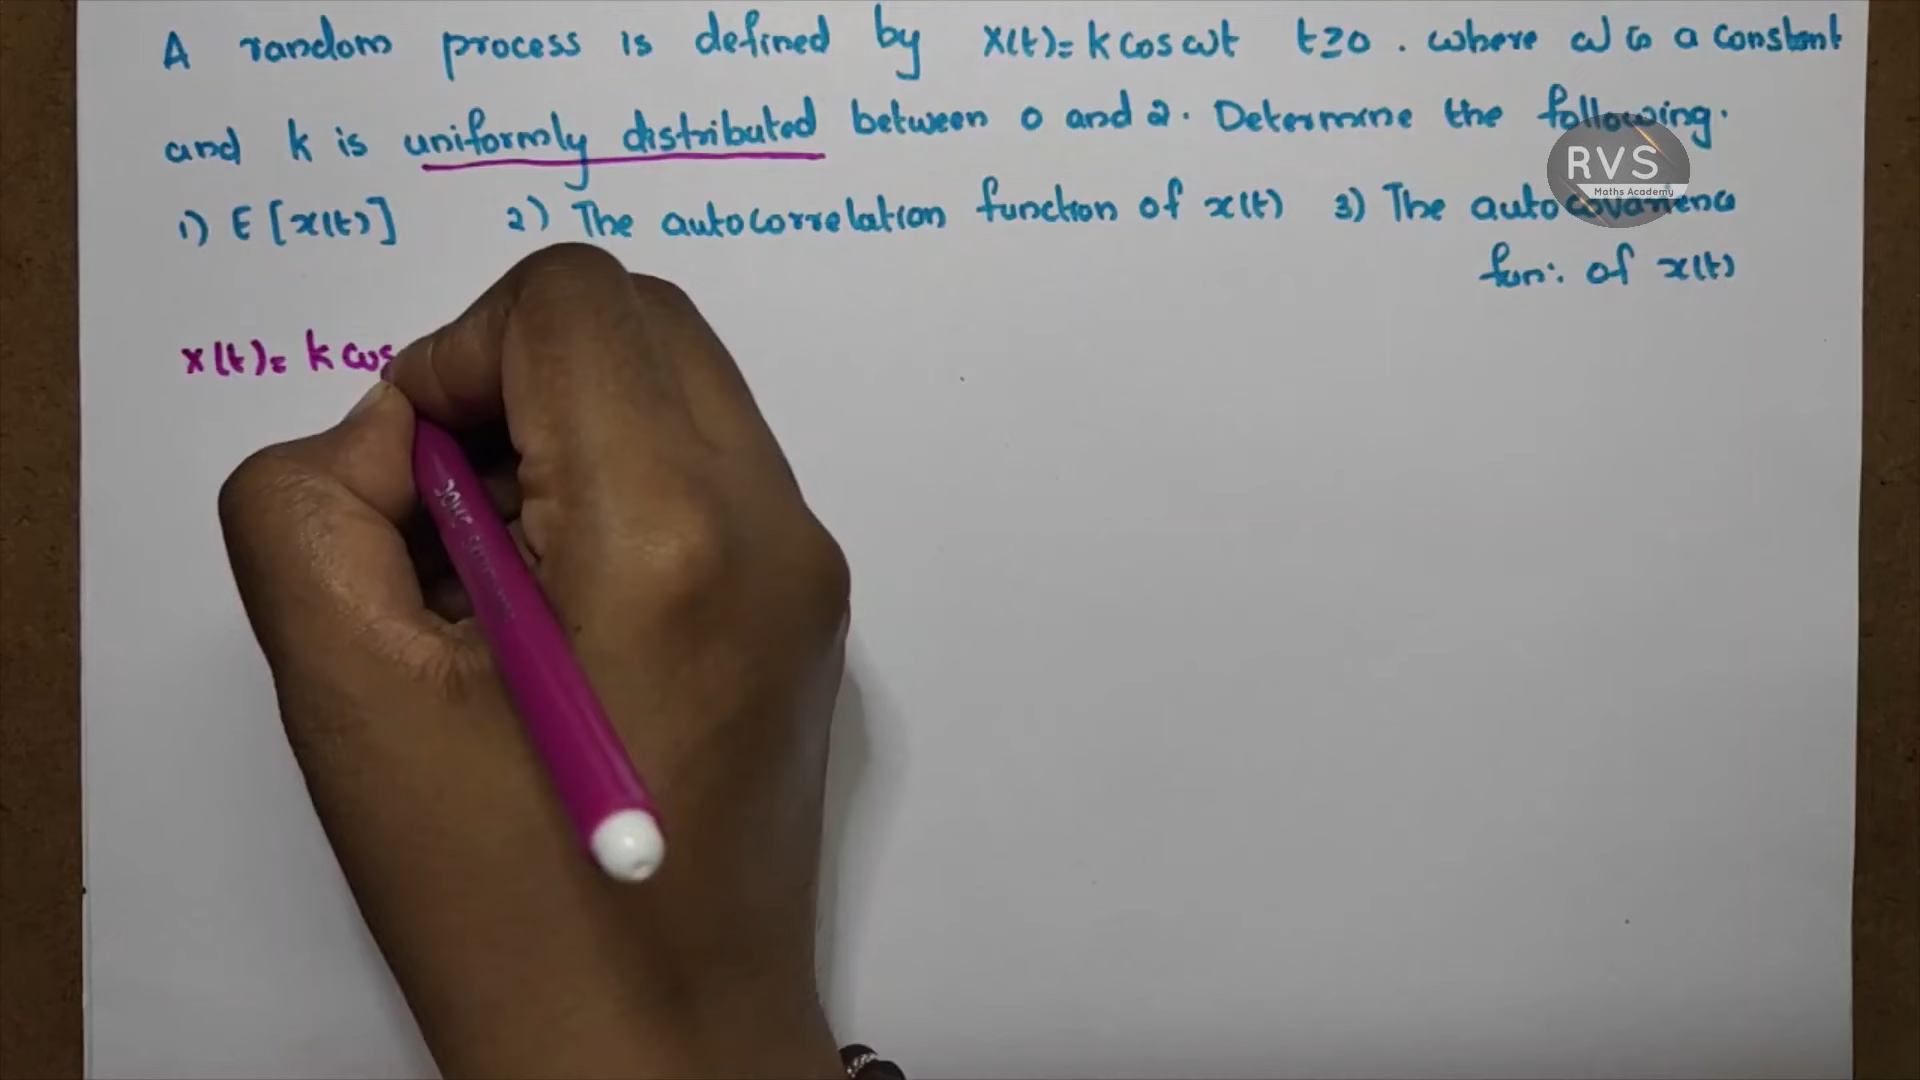 A random process is defined by X(t)= k cos ωt t≥0 . where ω is a constant
and k is uniformly distributed between 0 and 2. Determine the following.
1) E [x(t)] 2) The autocorrelation function of x(t) 3) The autocovarience
fun: of x(t)
x(t)= k cos
RVS
Maths Academy